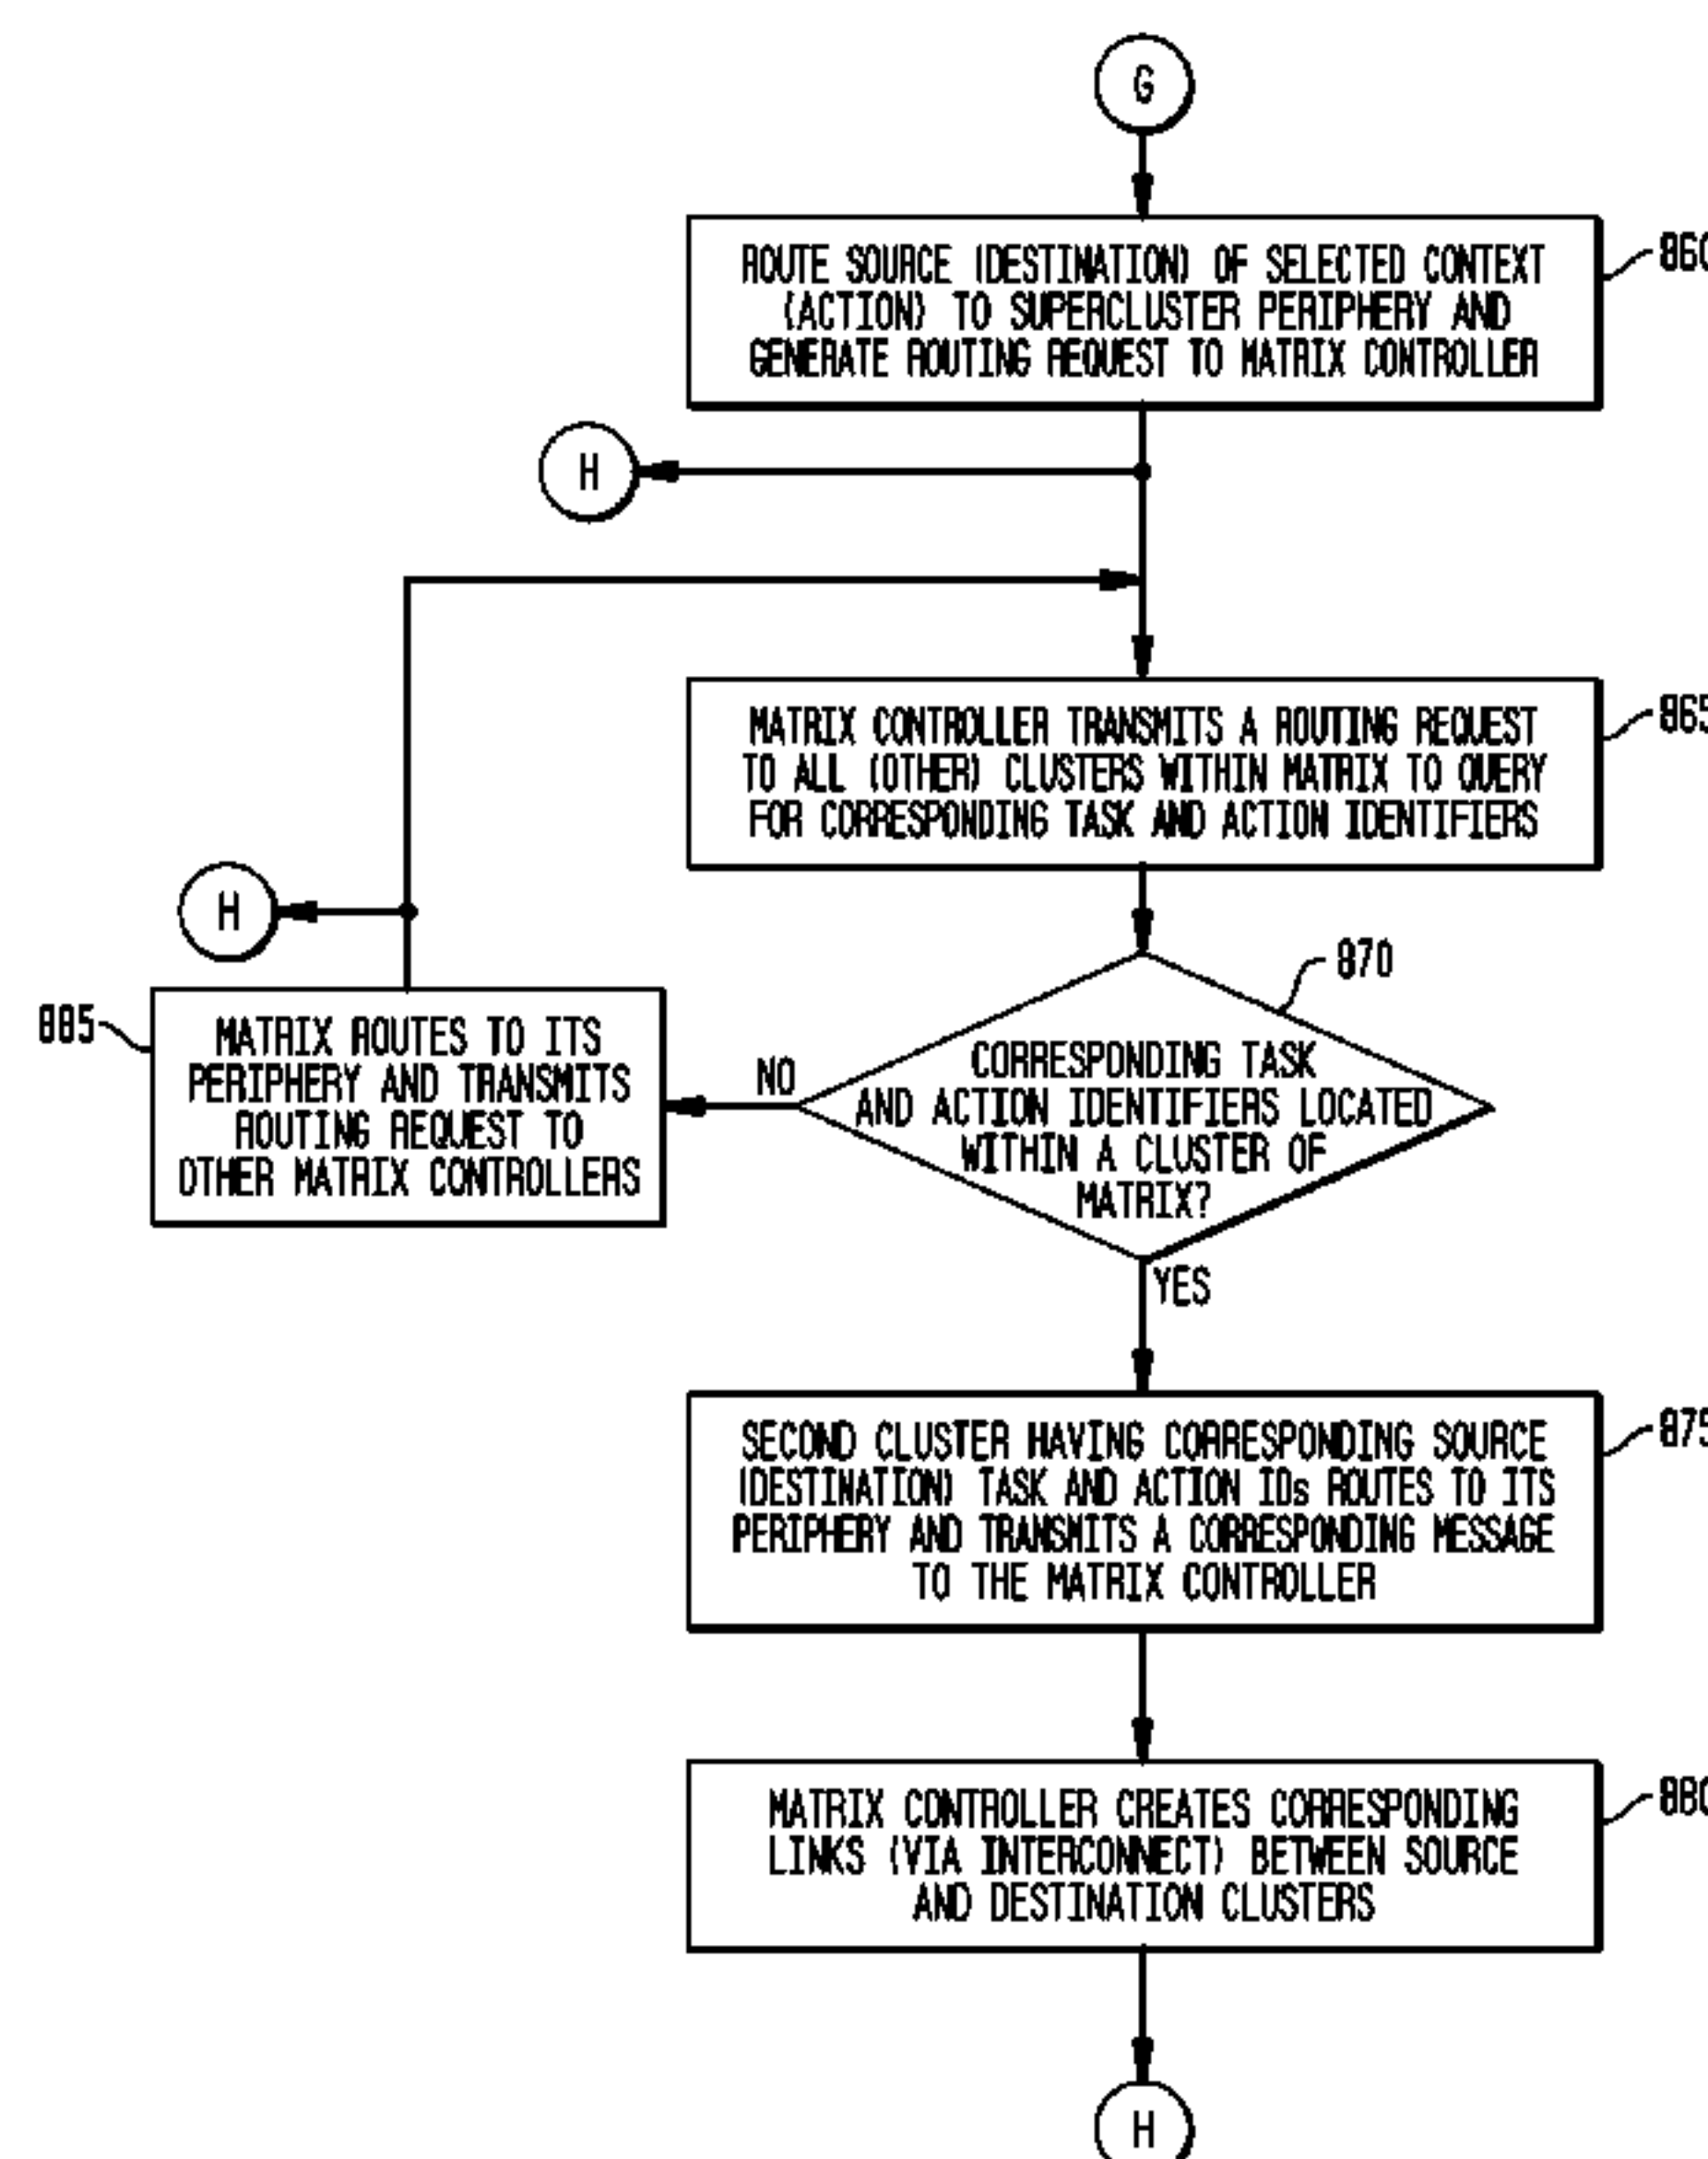 G
ROUTE SOURCE (DESTINATION) OF SELECTED CONTEXT
(ACTION) TO SUPERCLUSTER PERIPHERY AND
GENERATE ROUTING REQUEST TO MATRIX CONTROLLER
860
H
MATRIX CONTROLLER TRANSMITS A ROUTING REQUEST
TO ALL (OTHER) CLUSTERS WITHIN MATRIX TO QUERY
FOR CORRESPONDING TASK AND ACTION IDENTIFIERS
865
H
870
885
MATRIX ROUTES TO ITS
PERIPHERY AND TRANSMITS
ROUTING REQUEST TO
OTHER MATRIX CONTROLLERS
NO
CORRESPONDING TASK
AND ACTION IDENTIFIERS LOCATED
WITHIN A CLUSTER OF
MATRIX?
YES
SECOND CLUSTER HAVING CORRESPONDING SOURCE
(DESTINATION) TASK AND ACTION IDs ROUTES TO ITS
PERIPHERY AND TRANSMITS A CORRESPONDING MESSAGE
TO THE MATRIX CONTROLLER
875
MATRIX CONTROLLER CREATES CORRESPONDING
LINKS (VIA INTERCONNECT) BETWEEN SOURCE
AND DESTINATION CLUSTERS
880
H